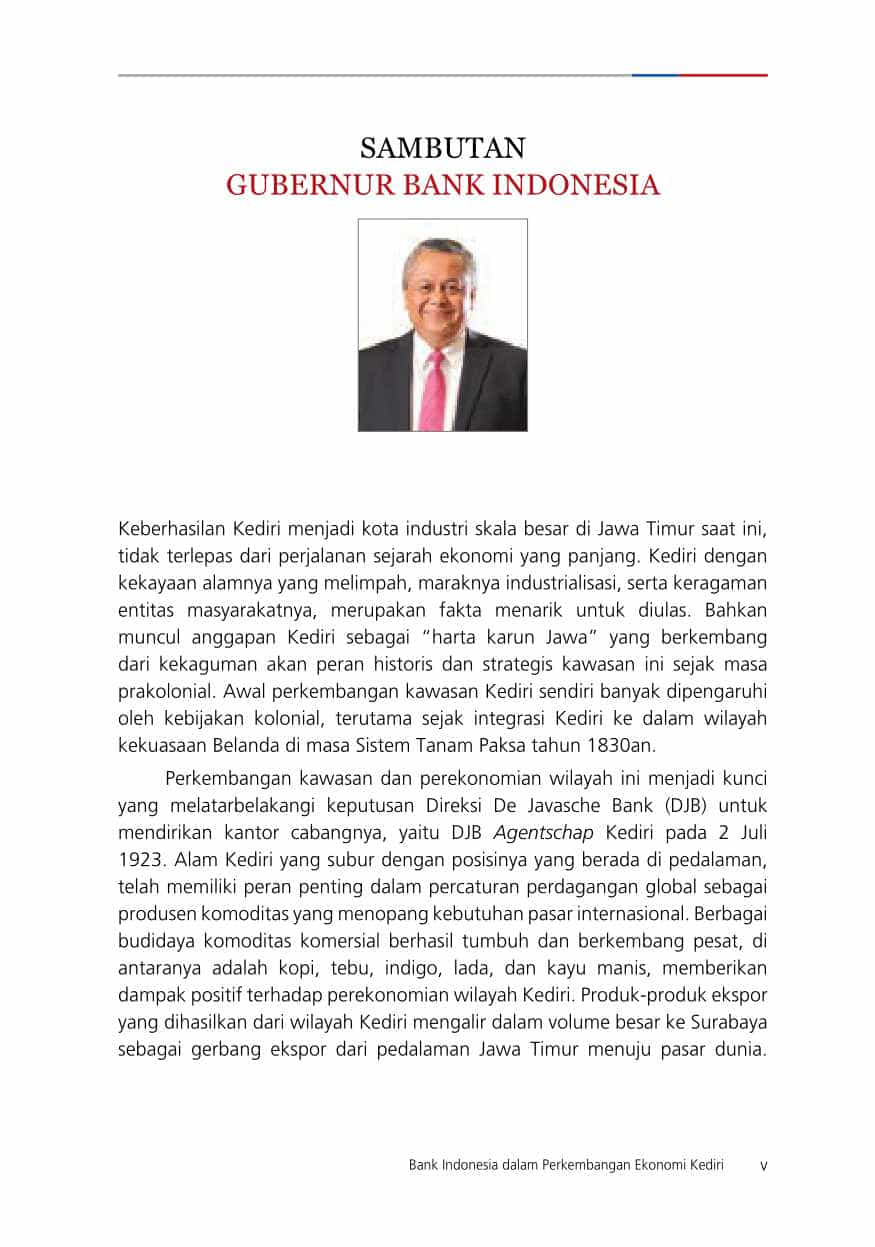 SAMBUTAN
GUBERNUR BANK INDONESIA
Keberhasilan Kediri menjadi kota industri skala besar di Jawa Timur saat ini,
tidak terlepas dari perjalanan sejarah ekonomi yang panjang. Kediri dengan
kekayaan alamnya yang melimpah, maraknya industrialisasi, serta keragaman
entitas masyarakatnya, merupakan fakta menarik untuk diulas. Bahkan
muncul anggapan Kediri sebagai “harta karun Jawa” yang berkembang
dari kekaguman akan peran historis dan strategis kawasan ini sejak masa
prakolonial. Awal perkembangan kawasan Kediri sendiri banyak dipengaruhi
oleh kebijakan kolonial, terutama sejak integrasi Kediri ke dalam wilayah
kekuasaan Belanda di masa Sistem Tanam Paksa tahun 1830an.
Perkembangan kawasan dan perekonomian wilayah ini menjadi kunci
yang melatarbelakangi keputusan Direksi De Javasche Bank (DJB) untuk
mendirikan kantor cabangnya, yaitu DJB Agentschap Kediri pada 2 Juli
1923. Alam Kediri yang subur dengan posisinya yang berada di pedalaman,
telah memiliki peran penting dalam percaturan perdagangan global sebagai
produsen komoditas yang menopang kebutuhan pasar internasional. Berbagai
budidaya komoditas komersial berhasil tumbuh dan berkembang pesat, di
antaranya adalah kopi, tebu, indigo, lada, dan kayu manis, memberikan
dampak positif terhadap perekonomian wilayah Kediri. Produk-produk ekspor
yang dihasilkan dari wilayah Kediri mengalir dalam volume besar ke Surabaya
sebagai gerbang ekspor dari pedalaman Jawa Timur menuju pasar dunia.
Bank Indonesia dalam Perkembangan Ekonomi Kediri v